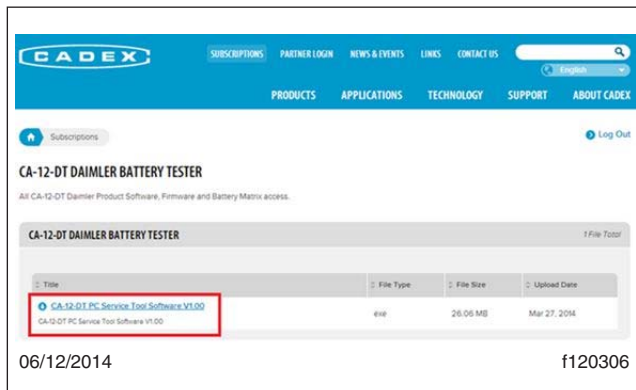 CADEX
SUBSCRIPTIONS PARTNER LOGIN NEWS & EVENTS LINKS CONTACT US
English
PRODUCTS APPLICATIONS TECHNOLOGY SUPPORT ABOUT CADEX
Subscriptions Log Out
CA-12-DT DAIMLER BATTERY TESTER
All CA-12-DT Daimler Product Software, Firmware and Battery Matrix access.
CA-12-DT DAIMLER BATTERY TESTER 1 File Total
Title File Type File Size Upload Date
CA-12-DT PC Service Tool Software V1.00 exe 26.06 MB Mar 27, 2014
CA-12-DT PC Service Tool Software V1.00
06/12/2014 f120306